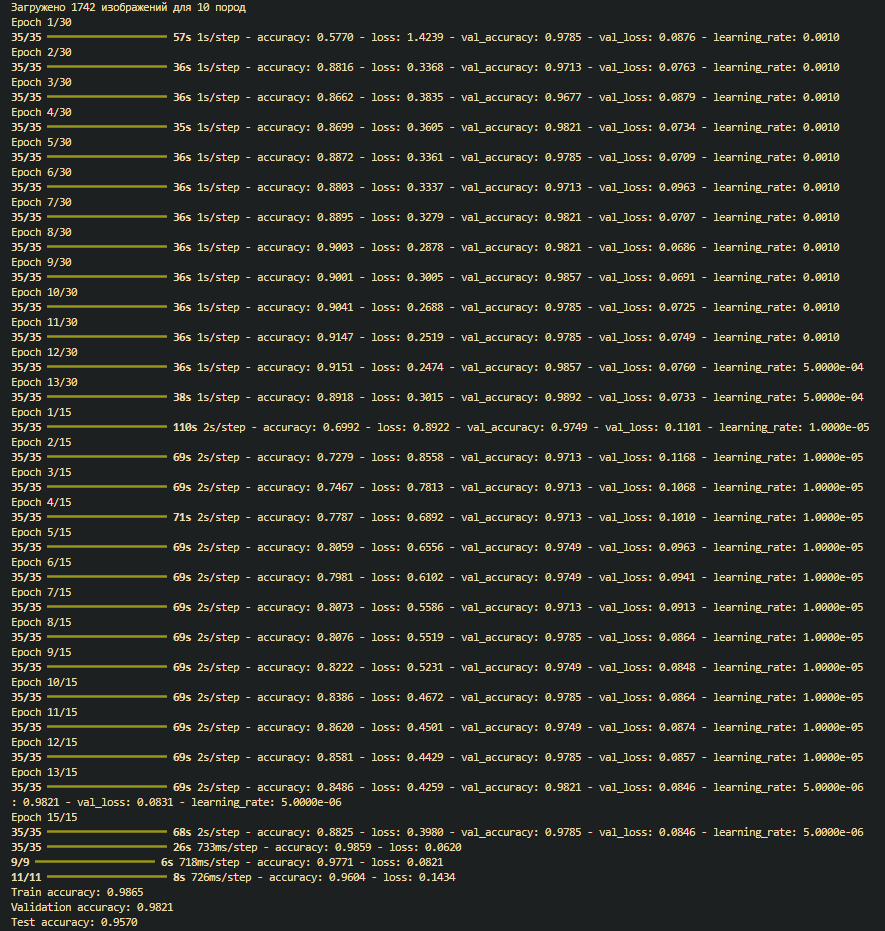 Загружено 1742 изображений для 10 пород
Epoch 1/30
35/35 ━━━━━━━━━━━━━━━━━━━━ 57s 1s/step - accuracy: 0.5770 - loss: 1.4239 - val_accuracy: 0.9785 - val_loss: 0.0876 - learning_rate: 0.0010
Epoch 2/30
35/35 ━━━━━━━━━━━━━━━━━━━━ 36s 1s/step - accuracy: 0.8816 - loss: 0.3368 - val_accuracy: 0.9713 - val_loss: 0.0763 - learning_rate: 0.0010
Epoch 3/30
35/35 ━━━━━━━━━━━━━━━━━━━━ 36s 1s/step - accuracy: 0.8662 - loss: 0.3835 - val_accuracy: 0.9677 - val_loss: 0.0879 - learning_rate: 0.0010
Epoch 4/30
35/35 ━━━━━━━━━━━━━━━━━━━━ 35s 1s/step - accuracy: 0.8699 - loss: 0.3605 - val_accuracy: 0.9821 - val_loss: 0.0734 - learning_rate: 0.0010
Epoch 5/30
35/35 ━━━━━━━━━━━━━━━━━━━━ 36s 1s/step - accuracy: 0.8872 - loss: 0.3361 - val_accuracy: 0.9785 - val_loss: 0.0709 - learning_rate: 0.0010
Epoch 6/30
35/35 ━━━━━━━━━━━━━━━━━━━━ 36s 1s/step - accuracy: 0.8803 - loss: 0.3337 - val_accuracy: 0.9713 - val_loss: 0.0963 - learning_rate: 0.0010
Epoch 7/30
35/35 ━━━━━━━━━━━━━━━━━━━━ 36s 1s/step - accuracy: 0.8895 - loss: 0.3279 - val_accuracy: 0.9821 - val_loss: 0.0707 - learning_rate: 0.0010
Epoch 8/30
35/35 ━━━━━━━━━━━━━━━━━━━━ 36s 1s/step - accuracy: 0.9003 - loss: 0.2878 - val_accuracy: 0.9821 - val_loss: 0.0686 - learning_rate: 0.0010
Epoch 9/30
35/35 ━━━━━━━━━━━━━━━━━━━━ 36s 1s/step - accuracy: 0.9001 - loss: 0.3005 - val_accuracy: 0.9857 - val_loss: 0.0691 - learning_rate: 0.0010
Epoch 10/30
35/35 ━━━━━━━━━━━━━━━━━━━━ 36s 1s/step - accuracy: 0.9041 - loss: 0.2688 - val_accuracy: 0.9785 - val_loss: 0.0725 - learning_rate: 0.0010
Epoch 11/30
35/35 ━━━━━━━━━━━━━━━━━━━━ 36s 1s/step - accuracy: 0.9147 - loss: 0.2519 - val_accuracy: 0.9785 - val_loss: 0.0749 - learning_rate: 0.0010
Epoch 12/30
35/35 ━━━━━━━━━━━━━━━━━━━━ 36s 1s/step - accuracy: 0.9151 - loss: 0.2474 - val_accuracy: 0.9857 - val_loss: 0.0760 - learning_rate: 5.0000e-04
Epoch 13/30
35/35 ━━━━━━━━━━━━━━━━━━━━ 38s 1s/step - accuracy: 0.8918 - loss: 0.3015 - val_accuracy: 0.9892 - val_loss: 0.0733 - learning_rate: 5.0000e-04
Epoch 1/15
35/35 ━━━━━━━━━━━━━━━━━━━━ 110s 2s/step - accuracy: 0.6992 - loss: 0.8922 - val_accuracy: 0.9749 - val_loss: 0.1101 - learning_rate: 1.0000e-05
Epoch 2/15
35/35 ━━━━━━━━━━━━━━━━━━━━ 69s 2s/step - accuracy: 0.7279 - loss: 0.8558 - val_accuracy: 0.9713 - val_loss: 0.1168 - learning_rate: 1.0000e-05
Epoch 3/15
35/35 ━━━━━━━━━━━━━━━━━━━━ 69s 2s/step - accuracy: 0.7467 - loss: 0.7813 - val_accuracy: 0.9713 - val_loss: 0.1068 - learning_rate: 1.0000e-05
Epoch 4/15
35/35 ━━━━━━━━━━━━━━━━━━━━ 71s 2s/step - accuracy: 0.7787 - loss: 0.6892 - val_accuracy: 0.9713 - val_loss: 0.1010 - learning_rate: 1.0000e-05
Epoch 5/15
35/35 ━━━━━━━━━━━━━━━━━━━━ 69s 2s/step - accuracy: 0.8059 - loss: 0.6556 - val_accuracy: 0.9749 - val_loss: 0.0963 - learning_rate: 1.0000e-05
Epoch 6/15
35/35 ━━━━━━━━━━━━━━━━━━━━ 69s 2s/step - accuracy: 0.7981 - loss: 0.6102 - val_accuracy: 0.9749 - val_loss: 0.0941 - learning_rate: 1.0000e-05
Epoch 7/15
35/35 ━━━━━━━━━━━━━━━━━━━━ 69s 2s/step - accuracy: 0.8073 - loss: 0.5586 - val_accuracy: 0.9713 - val_loss: 0.0913 - learning_rate: 1.0000e-05
Epoch 8/15
35/35 ━━━━━━━━━━━━━━━━━━━━ 69s 2s/step - accuracy: 0.8076 - loss: 0.5519 - val_accuracy: 0.9785 - val_loss: 0.0864 - learning_rate: 1.0000e-05
Epoch 9/15
35/35 ━━━━━━━━━━━━━━━━━━━━ 69s 2s/step - accuracy: 0.8222 - loss: 0.5231 - val_accuracy: 0.9749 - val_loss: 0.0848 - learning_rate: 1.0000e-05
Epoch 10/15
35/35 ━━━━━━━━━━━━━━━━━━━━ 69s 2s/step - accuracy: 0.8386 - loss: 0.4672 - val_accuracy: 0.9785 - val_loss: 0.0864 - learning_rate: 1.0000e-05
Epoch 11/15
35/35 ━━━━━━━━━━━━━━━━━━━━ 69s 2s/step - accuracy: 0.8620 - loss: 0.4501 - val_accuracy: 0.9749 - val_loss: 0.0874 - learning_rate: 1.0000e-05
Epoch 12/15
35/35 ━━━━━━━━━━━━━━━━━━━━ 69s 2s/step - accuracy: 0.8581 - loss: 0.4429 - val_accuracy: 0.9785 - val_loss: 0.0857 - learning_rate: 1.0000e-05
Epoch 13/15
35/35 ━━━━━━━━━━━━━━━━━━━━ 69s 2s/step - accuracy: 0.8486 - loss: 0.4259 - val_accuracy: 0.9821 - val_loss: 0.0846 - learning_rate: 5.0000e-06
: 0.9821 - val_loss: 0.0831 - learning_rate: 5.0000e-06
Epoch 15/15
35/35 ━━━━━━━━━━━━━━━━━━━━ 68s 2s/step - accuracy: 0.8825 - loss: 0.3980 - val_accuracy: 0.9785 - val_loss: 0.0846 - learning_rate: 5.0000e-06
35/35 ━━━━━━━━━━━━━━━━━━━━ 26s 733ms/step - accuracy: 0.9859 - loss: 0.0620
9/9 ━━━━━━━━━━━━━━━━━━━━ 6s 718ms/step - accuracy: 0.9771 - loss: 0.0821
11/11 ━━━━━━━━━━━━━━━━━━━━ 8s 726ms/step - accuracy: 0.9604 - loss: 0.1434
Train accuracy: 0.9865
Validation accuracy: 0.9821
Test accuracy: 0.9570